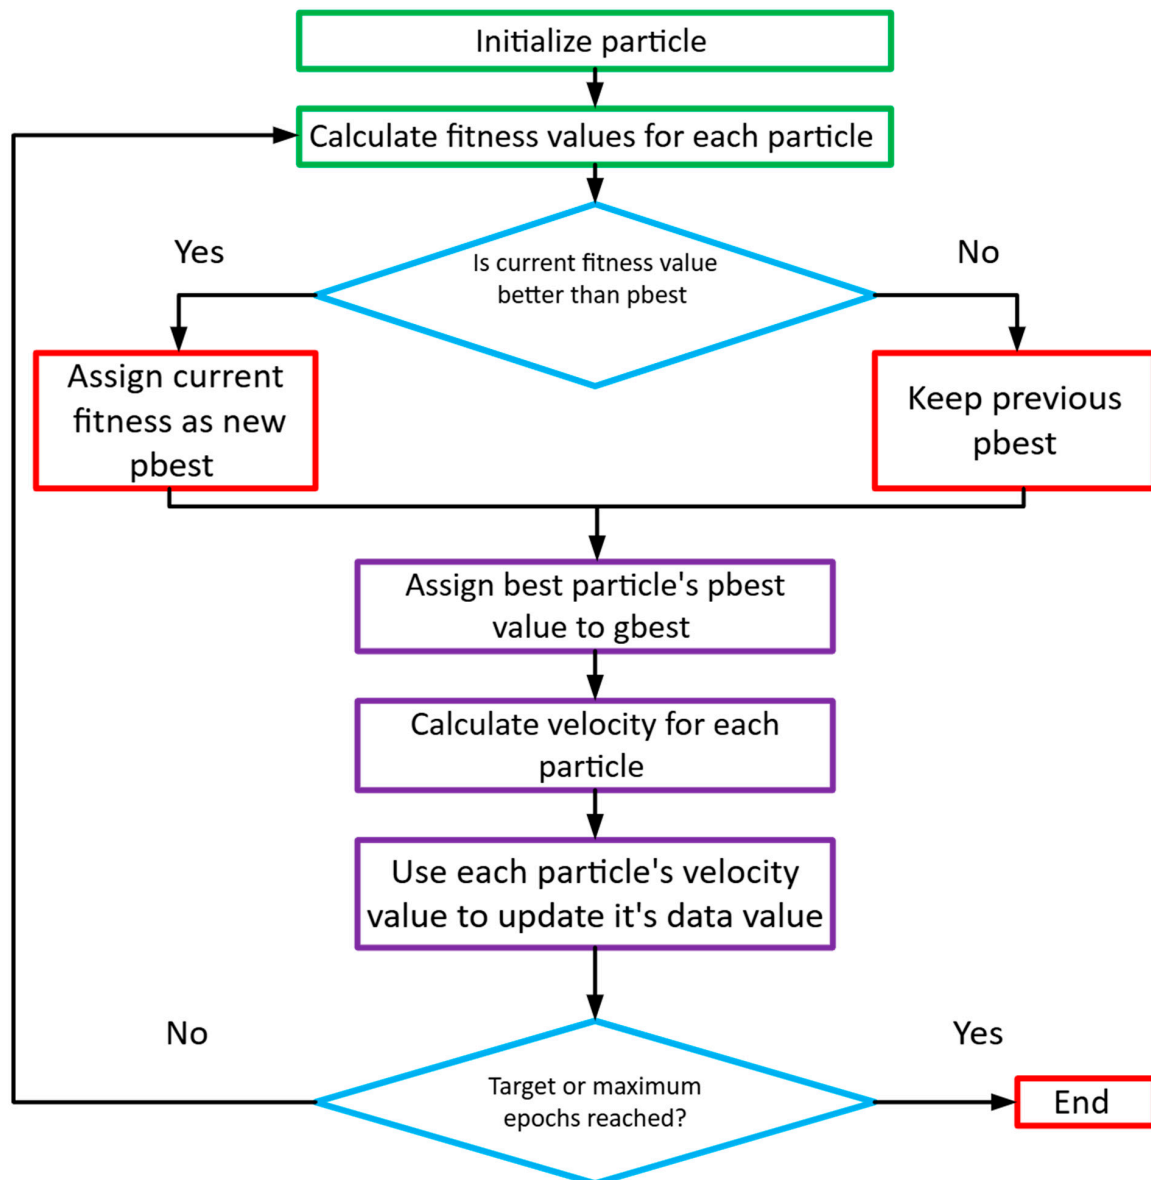 Initialize particle
Calculate fitness values for each particle
Yes
Is current fitness value
better than pbest
No
Assign current
fitness as new
pbest
Keep previous
pbest
Assign best particle's pbest
value to gbest
Calculate velocity for each
particle
Use each particle's velocity
value to update it's data value
No
Yes
Target or maximum
epochs reached?
End